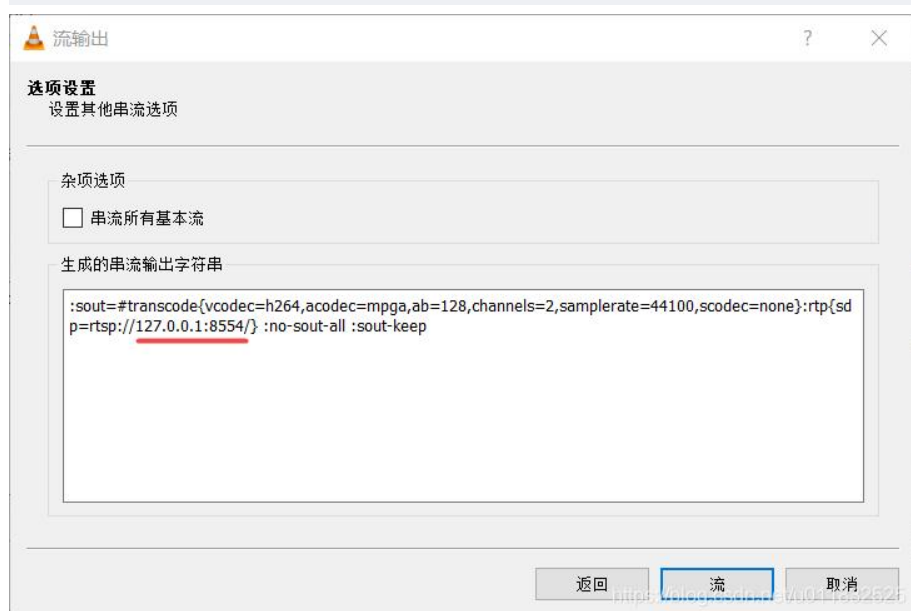 流输出
选项设置
设置其他串流选项
杂项选项
串流所有基本流
生成的串流输出字符串
:sout=#transcode{vcodec=h264,acodec=mpga,ab=128,channels=2,samplerate=44100,scodec=none}:rtp{sd
p=rtsp://127.0.0.1:8554/} :no-sout-all :sout-keep
返回
流
取消